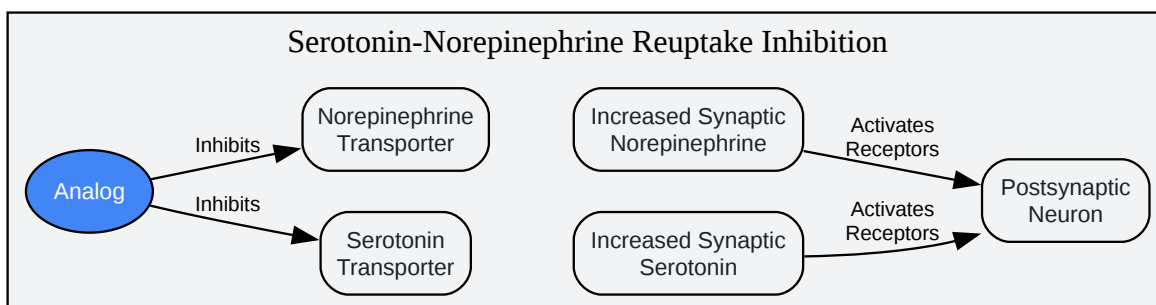 Serotonin-Norepinephrine Reuptake Inhibition
Analog
Inhibits
Inhibits
Norepinephrine
Transporter
Serotonin
Transporter
Increased Synaptic
Norepinephrine
Increased Synaptic
Serotonin
Activates
Receptors
Activates
Receptors
Postsynaptic
Neuron